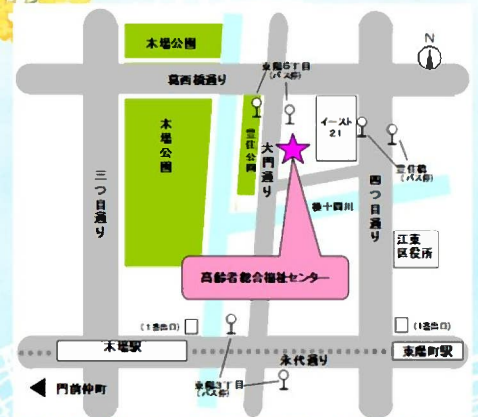 木場公園
N
東陽6丁目
(バス停)
葛西橋通り
木場公園
豊住公園
大門通り
イースト
21
三つ目通り
四つ目通り
豊住橋
(バス停)
横十間川
江東
区役所
高齢者総合福祉センター
(1番出口)
(1番出口)
木場駅
永代通り
東陽町駅
東陽3丁目
(バス停)
門前仲町